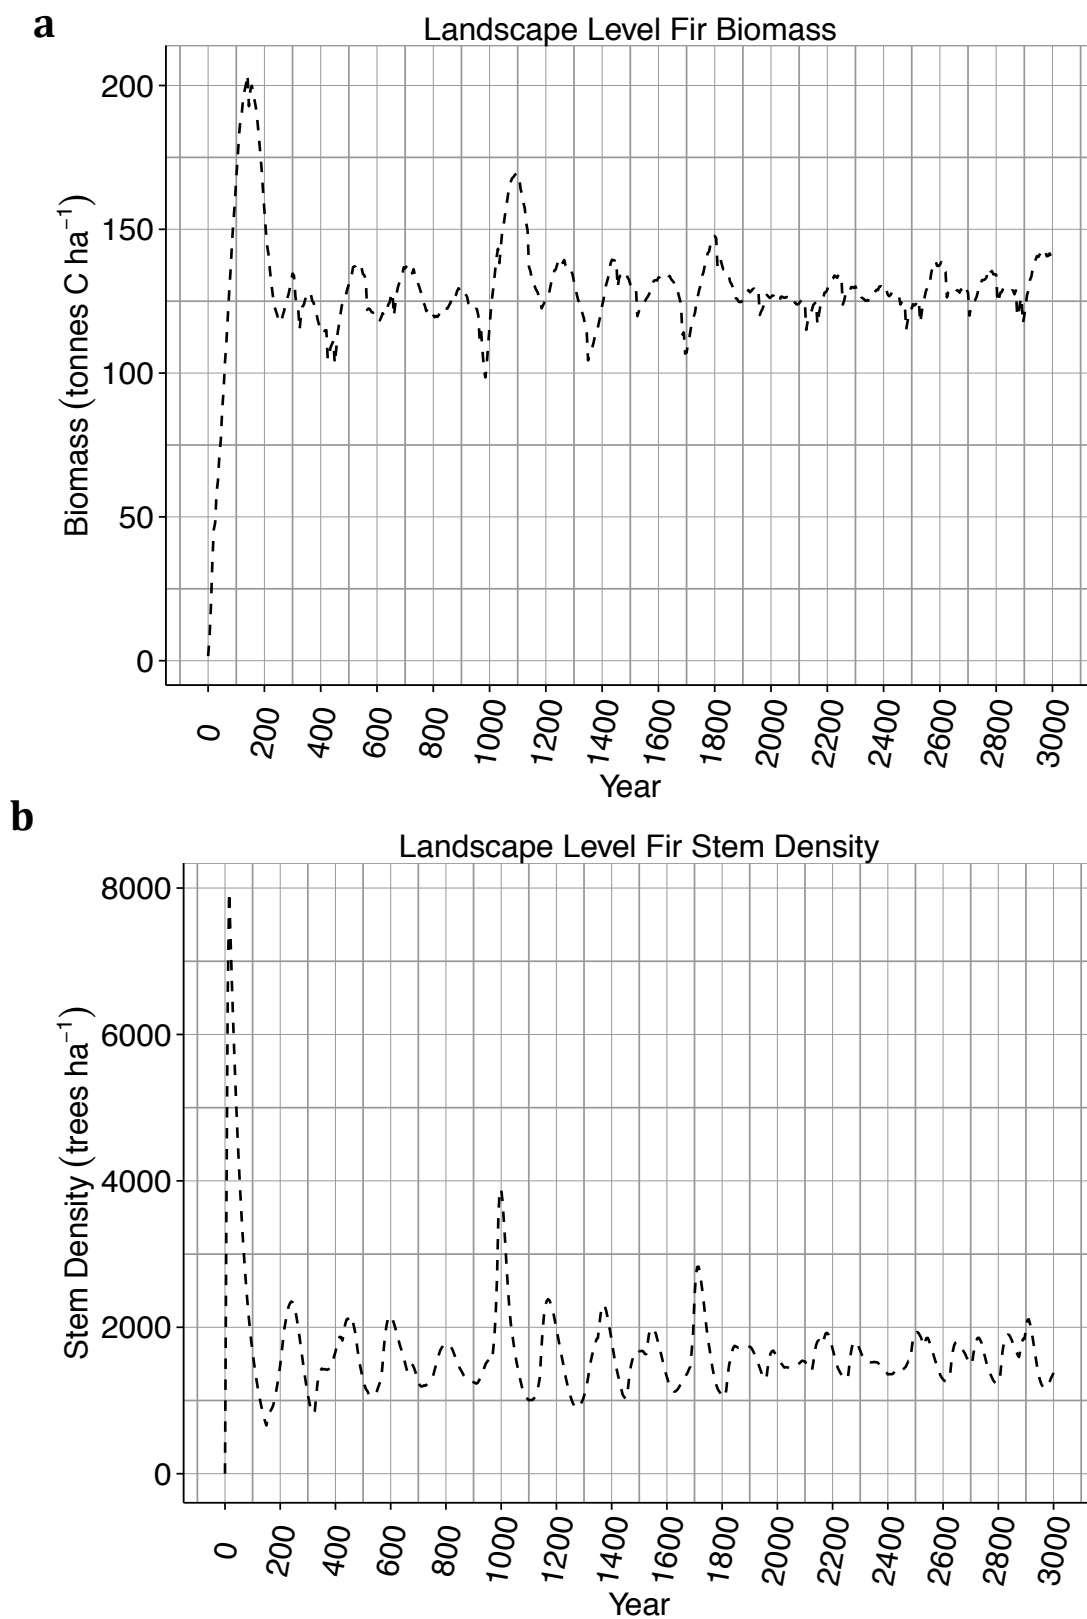 a
Landscape Level Fir Biomass
200
150
100
50
0
Biomass (tonnes C ha⁻¹)
0 200 400 600 800 1000 1200 1400 1600 1800 2000 2200 2400 2600 2800 3000
Year
b
Landscape Level Fir Stem Density
8000
6000
4000
2000
0
Stem Density (trees ha⁻¹)
0 200 400 600 800 1000 1200 1400 1600 1800 2000 2200 2400 2600 2800 3000
Year